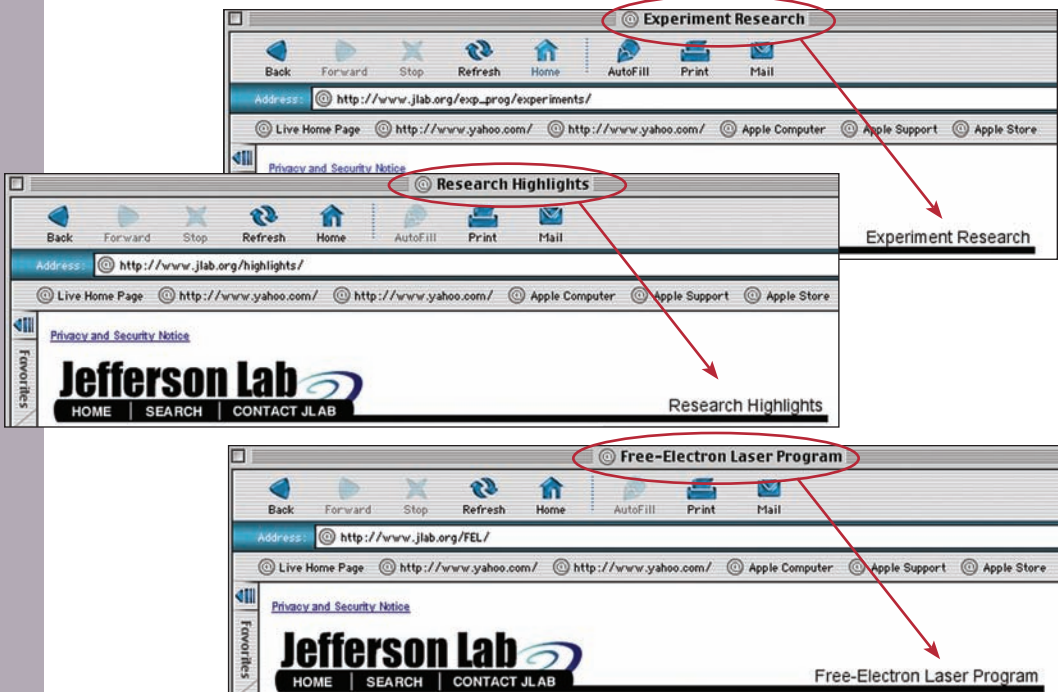 Experiment Research
Back Forward Stop Refresh Home AutoFill Print Mail
Address: http://www.jlab.org/exp_prog/experiments/
Live Home Page http://www.yahoo.com/ http://www.yahoo.com/ Apple Computer Apple Support Apple Store
Privacy and Security Notice
Experiment Research
Research Highlights
Back Forward Stop Refresh Home AutoFill Print Mail
Address: http://www.jlab.org/highlights/
Live Home Page http://www.yahoo.com/ http://www.yahoo.com/ Apple Computer Apple Support Apple Store
Privacy and Security Notice
Favorites
Jefferson Lab
HOME | SEARCH | CONTACT JLAB
Research Highlights
Free-Electron Laser Program
Back Forward Stop Refresh Home AutoFill Print Mail
Address: http://www.jlab.org/FEL/
Live Home Page http://www.yahoo.com/ http://www.yahoo.com/ Apple Computer Apple Support Apple Store
Privacy and Security Notice
Favorites
Jefferson Lab
HOME | SEARCH | CONTACT JLAB
Free-Electron Laser Program